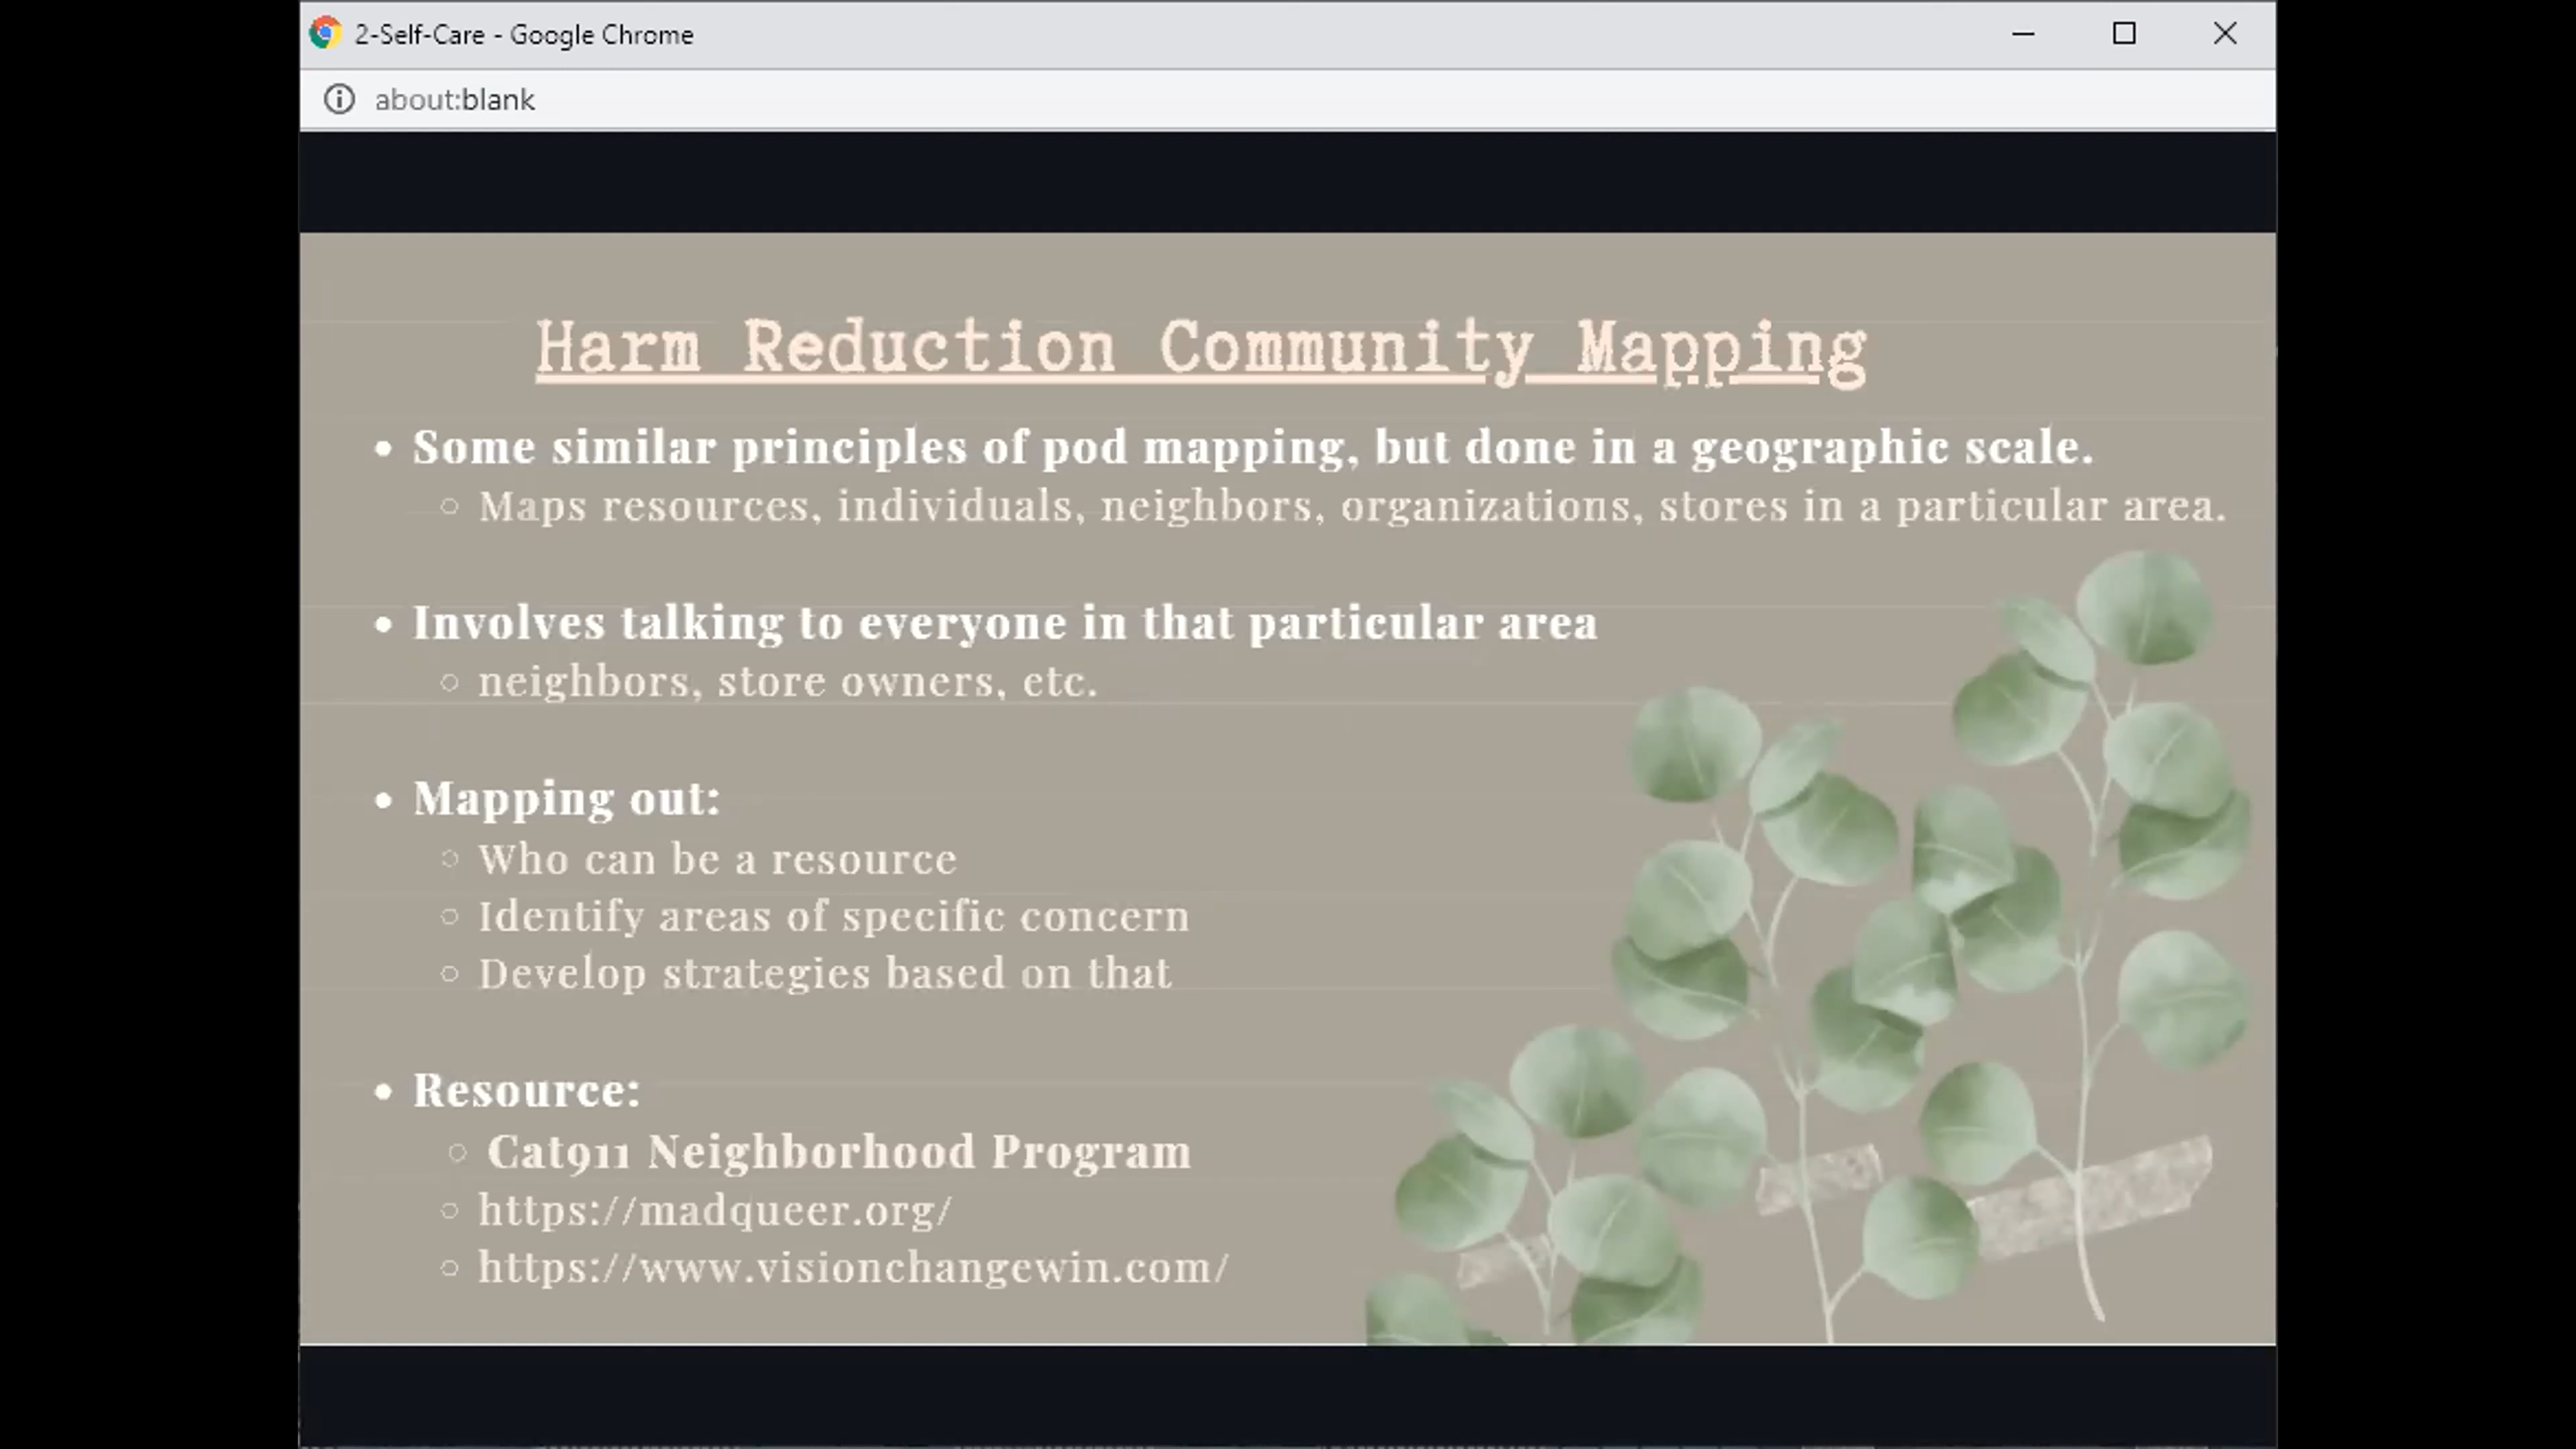 2-Self-Care - Google Chrome
about:blank
Harm Reduction Community Mapping
Some similar principles of pod mapping, but done in a geographic scale.
Maps resources, individuals, neighbors, organizations, stores in a particular area.
Involves talking to everyone in that particular area
neighbors, store owners, etc.
Mapping out:
Who can be a resource
Identify areas of specific concern
Develop strategies based on that
Resource:
Cat911 Neighborhood Program
https://madqueer.org/
https://www.visionchangewin.com/